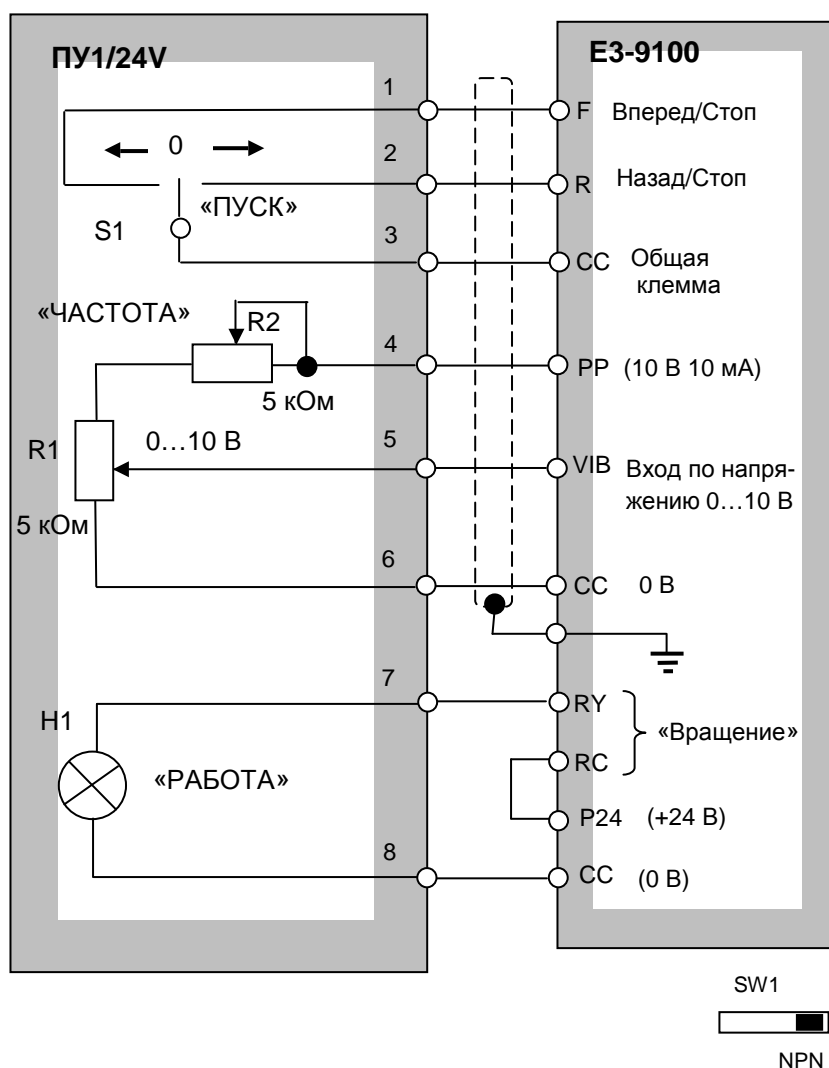 ПУ1/24V
E3-9100
1
F Вперед/Стоп
0
2
R Назад/Стоп
«ПУСК»
S1
3
CC Общая
клемма
«ЧАСТОТА»
R2
4
PP (10 В 10 мА)
5 кОм
R1
0...10 В
5
VIB Вход по напря-
жению 0...10 В
5 кОм
6
CC 0 В
7
RY
H1
«Вращение»
RC
«РАБОТА»
P24 (+24 В)
8
CC (0 В)
SW1
NPN